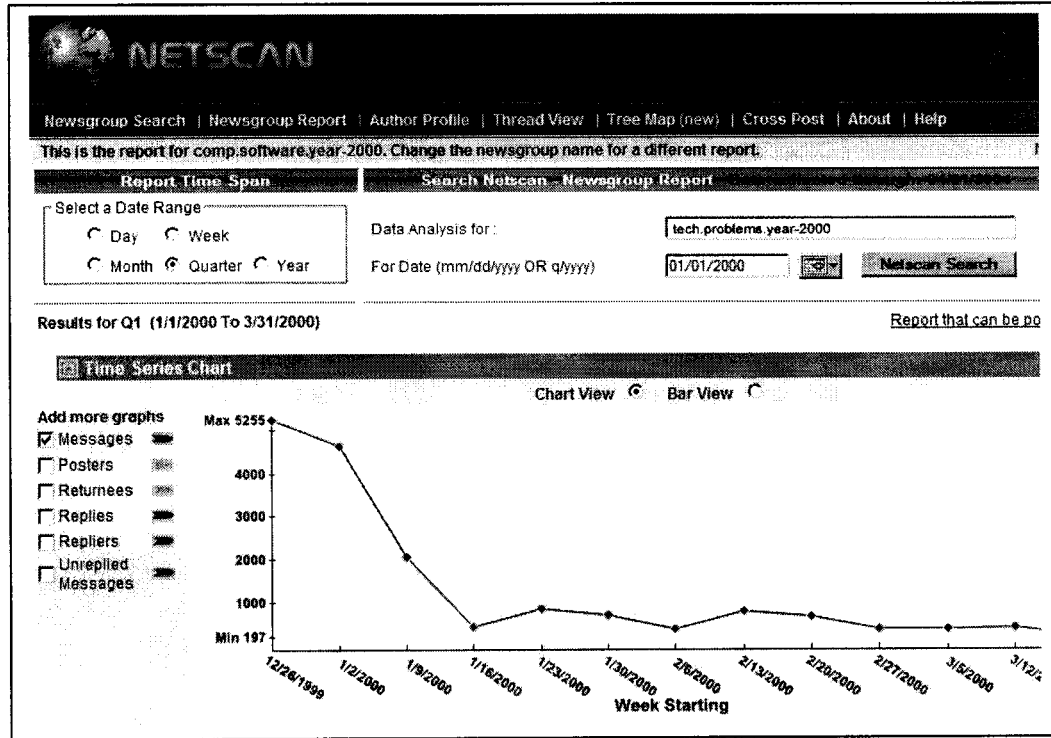 NETSCAN
Newsgroup Search | Newsgroup Report | Author Profile | Thread View | Tree Map (new) | Cross Post | About | Help
This is the report for comp.software.year-2000. Change the newsgroup name for a different report.
Report Time Span
Search Netscan - Newsgroup Report
Select a Date Range
Day Week
Month Quarter Year
Data Analysis for :
tech.problems.year-2000
For Date (mm/dd/yyyy OR q/yyyy)
01/01/2000
Netscan Search
Results for Q1 (1/1/2000 To 3/31/2000)
Report that can be po
Time Series Chart
Chart View Bar View
Add more graphs
Messages
Posters
Returnees
Replies
Repliers
Unreplied
Messages
Max 5255
4000
3000
2000
1000
Min 197
12/26/1999
1/2/2000
1/9/2000
1/16/2000
1/23/2000
1/30/2000
2/6/2000
2/13/2000
2/20/2000
2/27/2000
3/5/2000
3/12/2
Week Starting